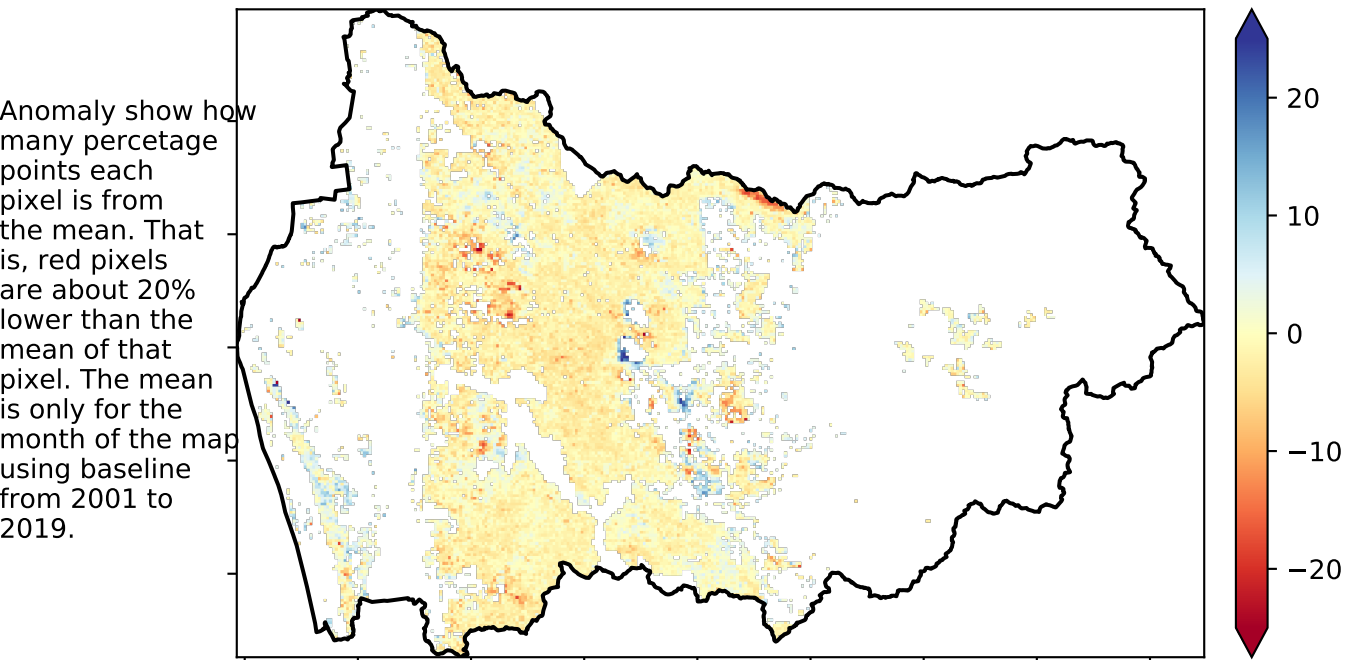 Anomaly show how
many percetage
points each
pixel is from
the mean. That
is, red pixels
are about 20%
lower than the
mean of that
pixel. The mean
is only for the
month of the map
using baseline
from 2001 to
2019.
20
10
0
−10
−20